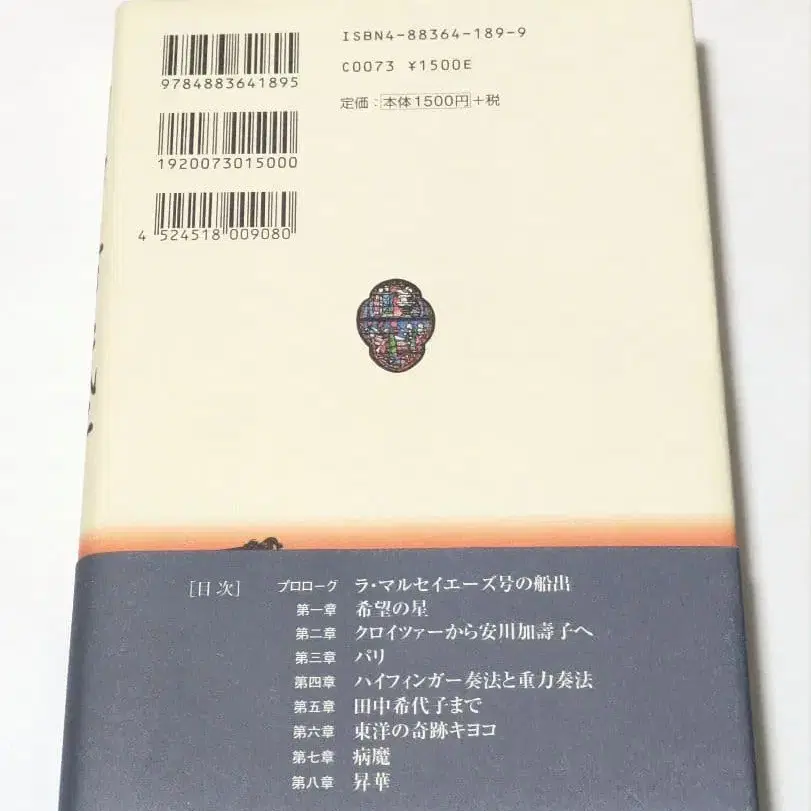 ISBN4-88364-189-9
C0073 ¥1500E
定価:本体1500円+税
9784883641895
1920073015000
4 524518 009080
[目次]
プロローグ ラ・マルセイエーズ号の船出
第一章 希望の星
第二章 クロイツァーから安川加壽子へ
第三章 パリ
第四章 ハイフィンガー奏法と重力奏法
第五章 田中希代子まで
第六章 東洋の奇跡キヨコ
第七章 病魔
第八章 昇華